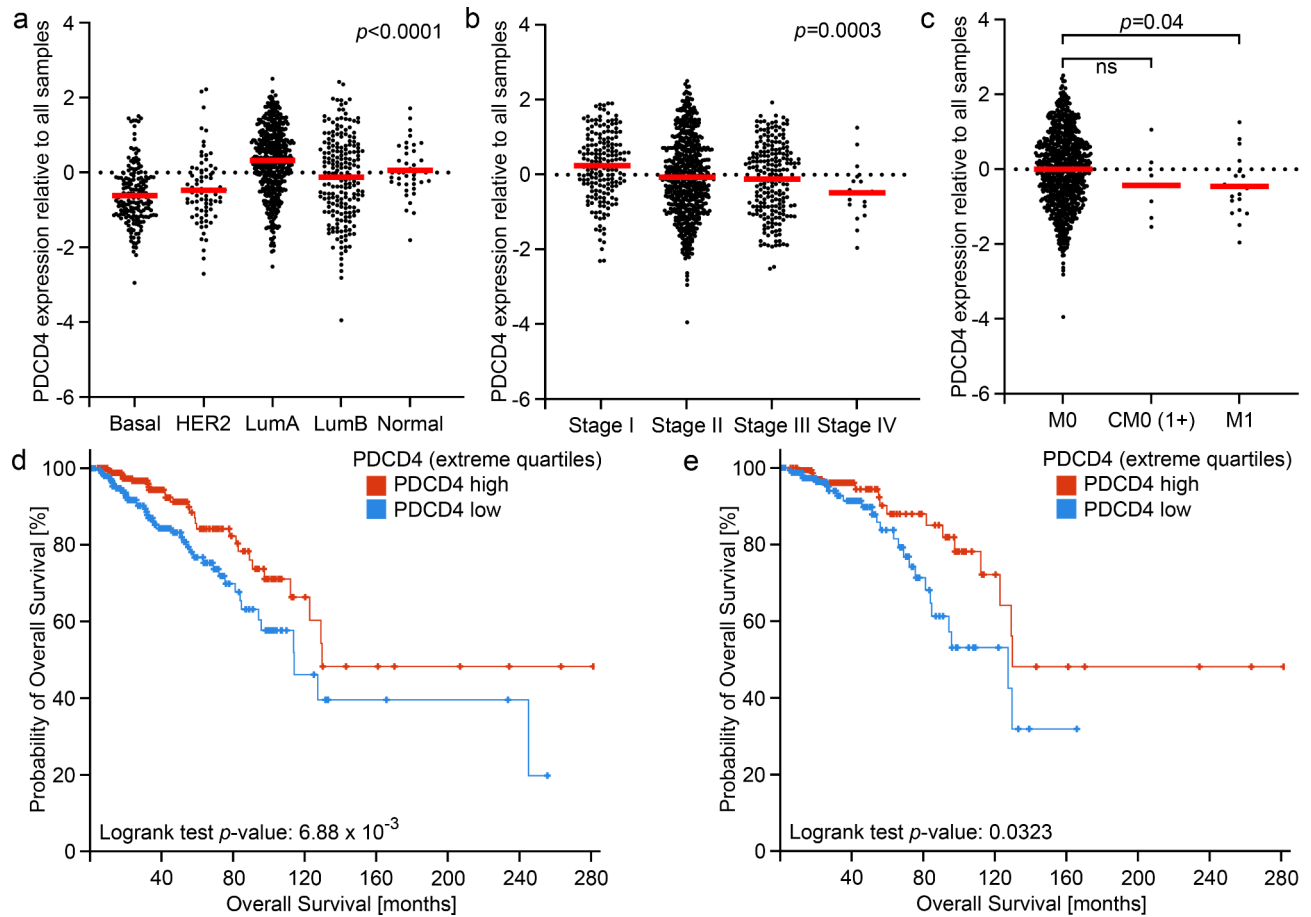 a
PDCD4 expression relative to all samples
4
2
0
-2
-4
-6
p<0.0001
Basal HER2 LumA LumB Normal
b
PDCD4 expression relative to all samples
4
2
0
-2
-4
-6
p=0.0003
Stage I Stage II Stage III Stage IV
c
PDCD4 expression relative to all samples
4
2
0
-2
-4
-6
p=0.04
ns
M0 CM0 (1+) M1
d
Probability of Overall Survival [%]
100
80
60
40
20
0
PDCD4 (extreme quartiles)
PDCD4 high
PDCD4 low
Logrank test p-value: 6.88 x 10⁻³
40 80 120 160 200 240 280
Overall Survival [months]
e
Probability of Overall Survival [%]
100
80
60
40
20
0
PDCD4 (extreme quartiles)
PDCD4 high
PDCD4 low
Logrank test p-value: 0.0323
40 80 120 160 200 240 280
Overall Survival [months]